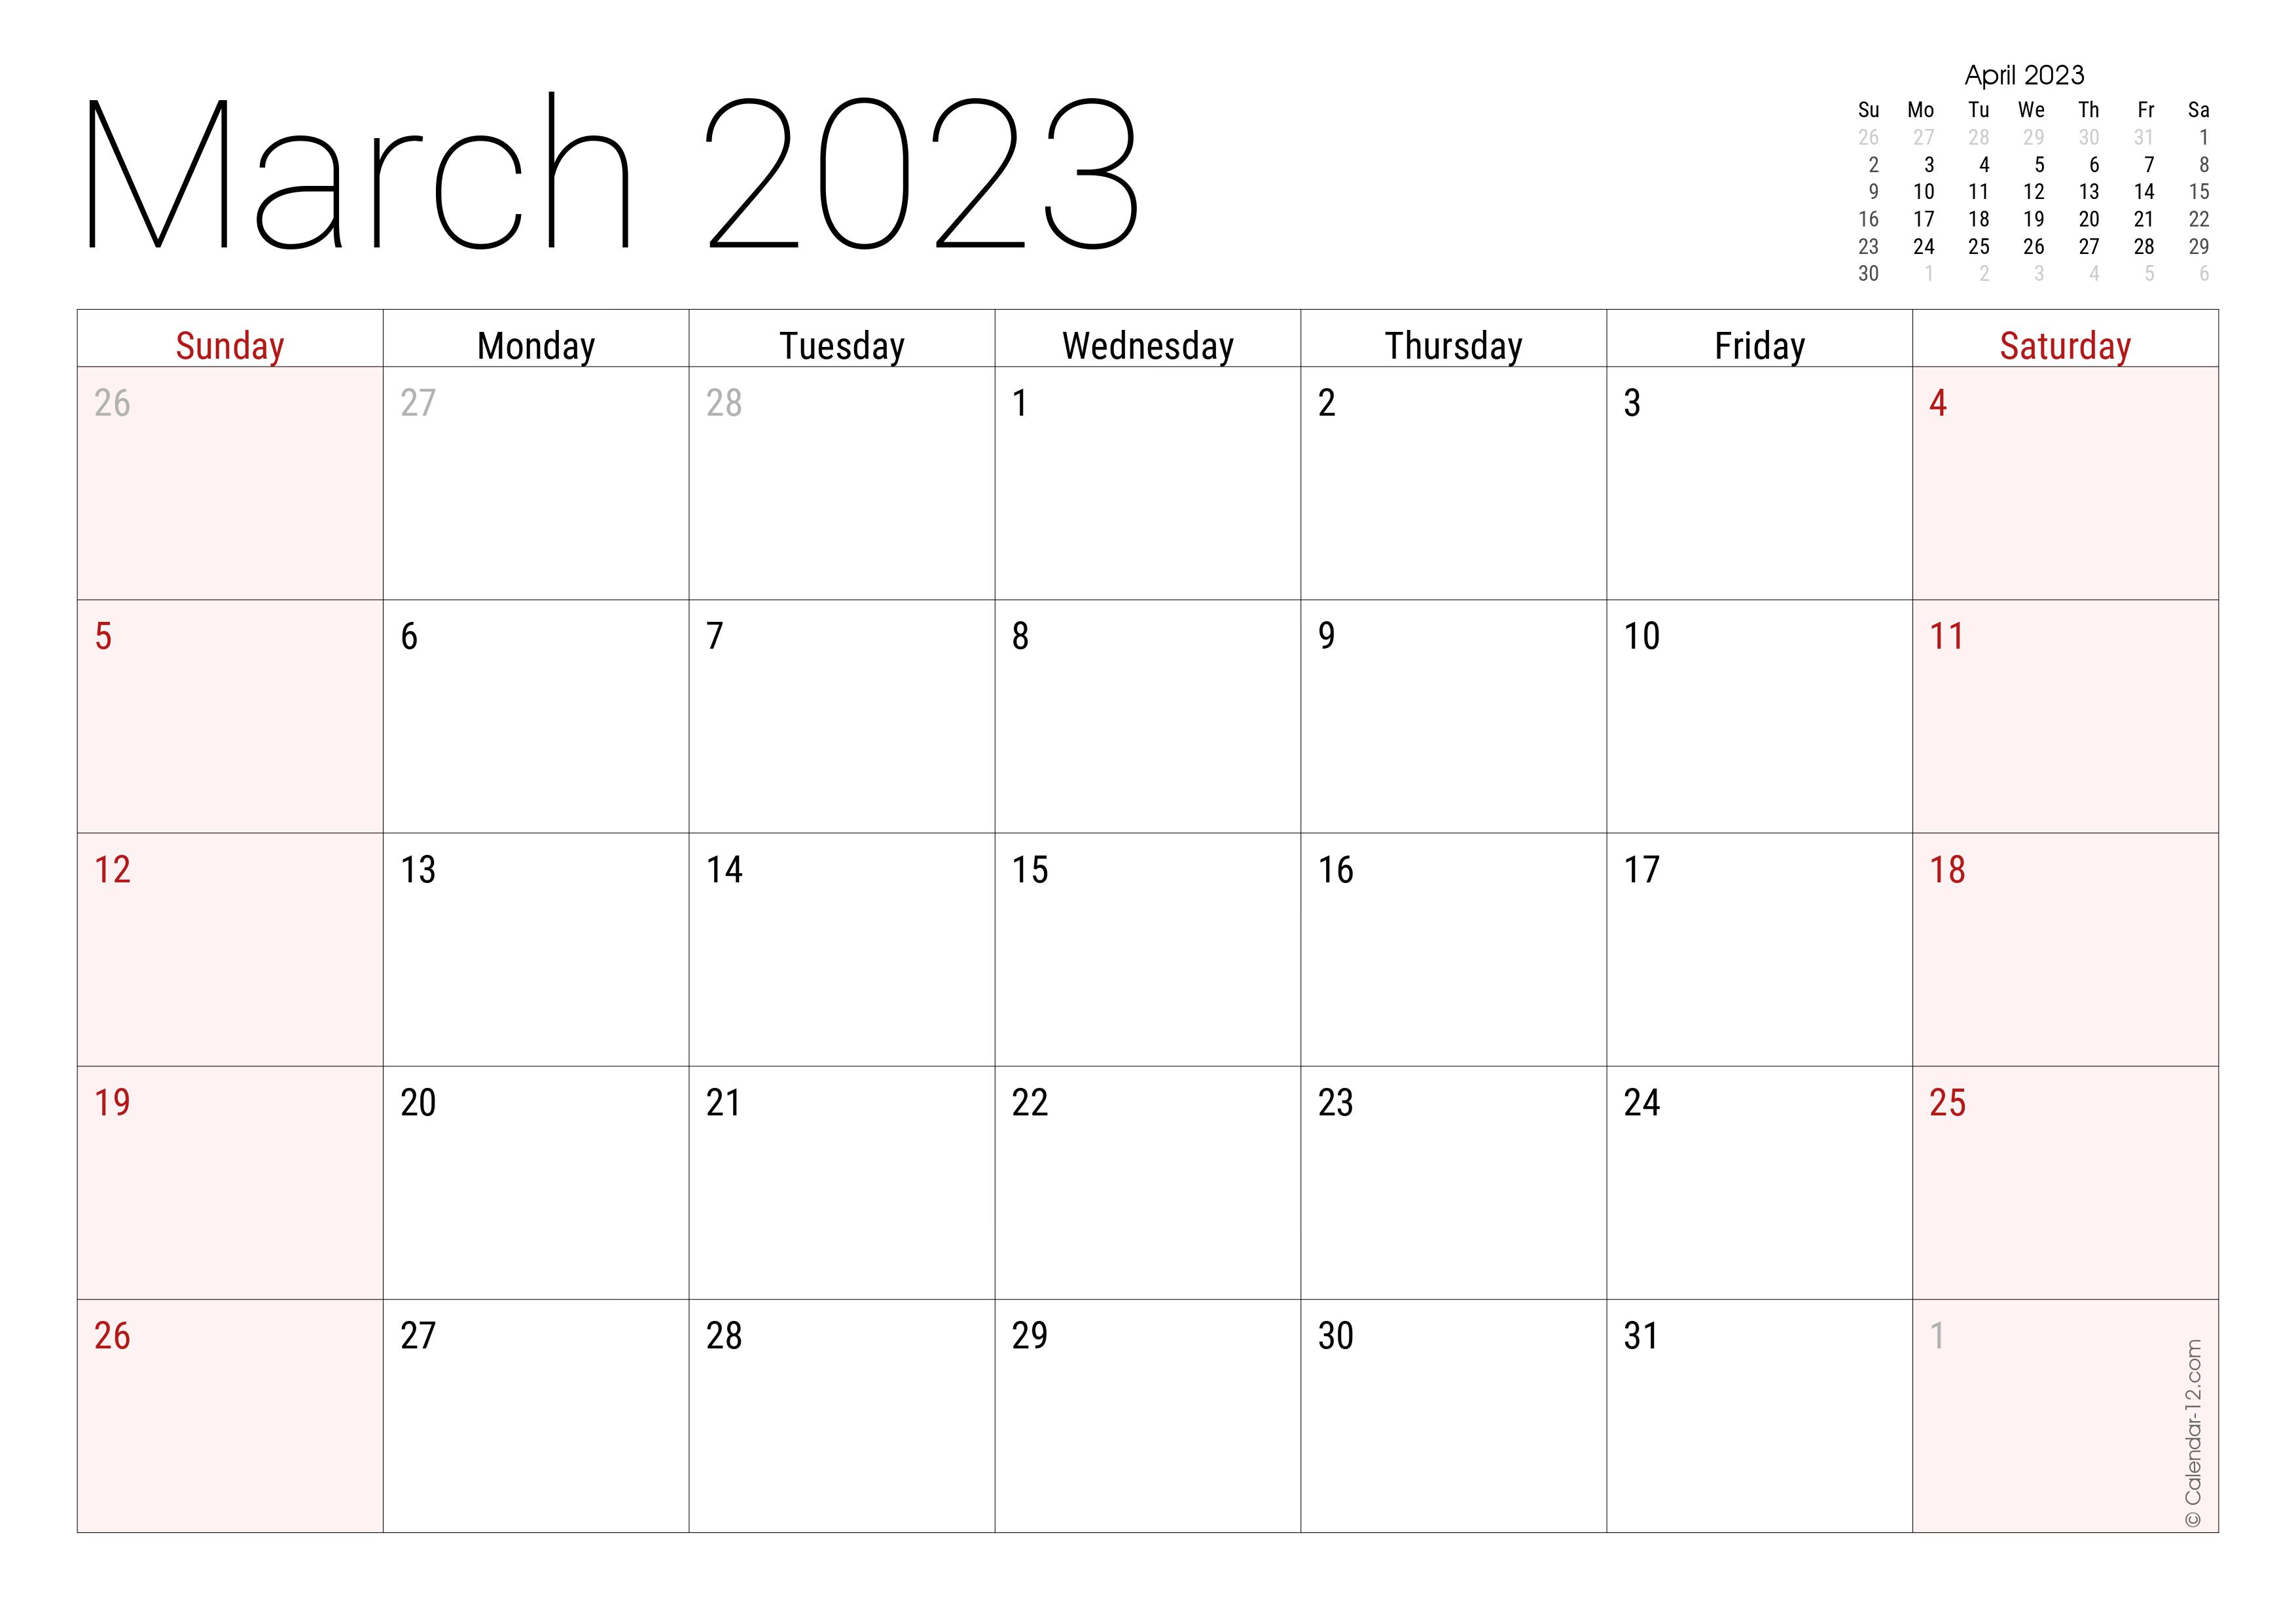 March 2023
April 2023
Su Mo Tu We Th Fr Sa
26 27 28 29 30 31 1
2 3 4 5 6 7 8
9 10 11 12 13 14 15
16 17 18 19 20 21 22
23 24 25 26 27 28 29
30 1 2 3 4 5 6
Sunday Monday Tuesday Wednesday Thursday Friday Saturday
26 27 28 1 2 3 4
5 6 7 8 9 10 11
12 13 14 15 16 17 18
19 20 21 22 23 24 25
26 27 28 29 30 31 1
© Calendar-12.com